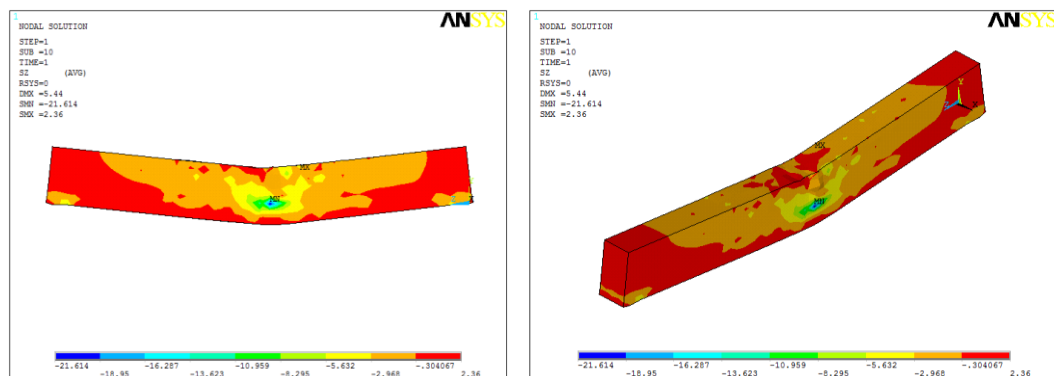 1
ANSYS
NODAL SOLUTION
STEP=1
SUB =10
TIME=1
SZ (AVG)
RSYS=0
DMX=5.44
SMN=-21.614
SMX=2.36
MX
MN
Z X
-21.614 -16.287 -10.959 -5.632 -.304067
-18.95 -13.623 -8.295 -2.968 2.36
1
ANSYS
NODAL SOLUTION
STEP=1
SUB =10
TIME=1
SZ (AVG)
RSYS=0
DMX=5.44
SMN=-21.614
SMX=2.36
Y
Z X
MX
MN
-21.614 -16.287 -10.959 -5.632 -.304067
-18.95 -13.623 -8.295 -2.968 2.36